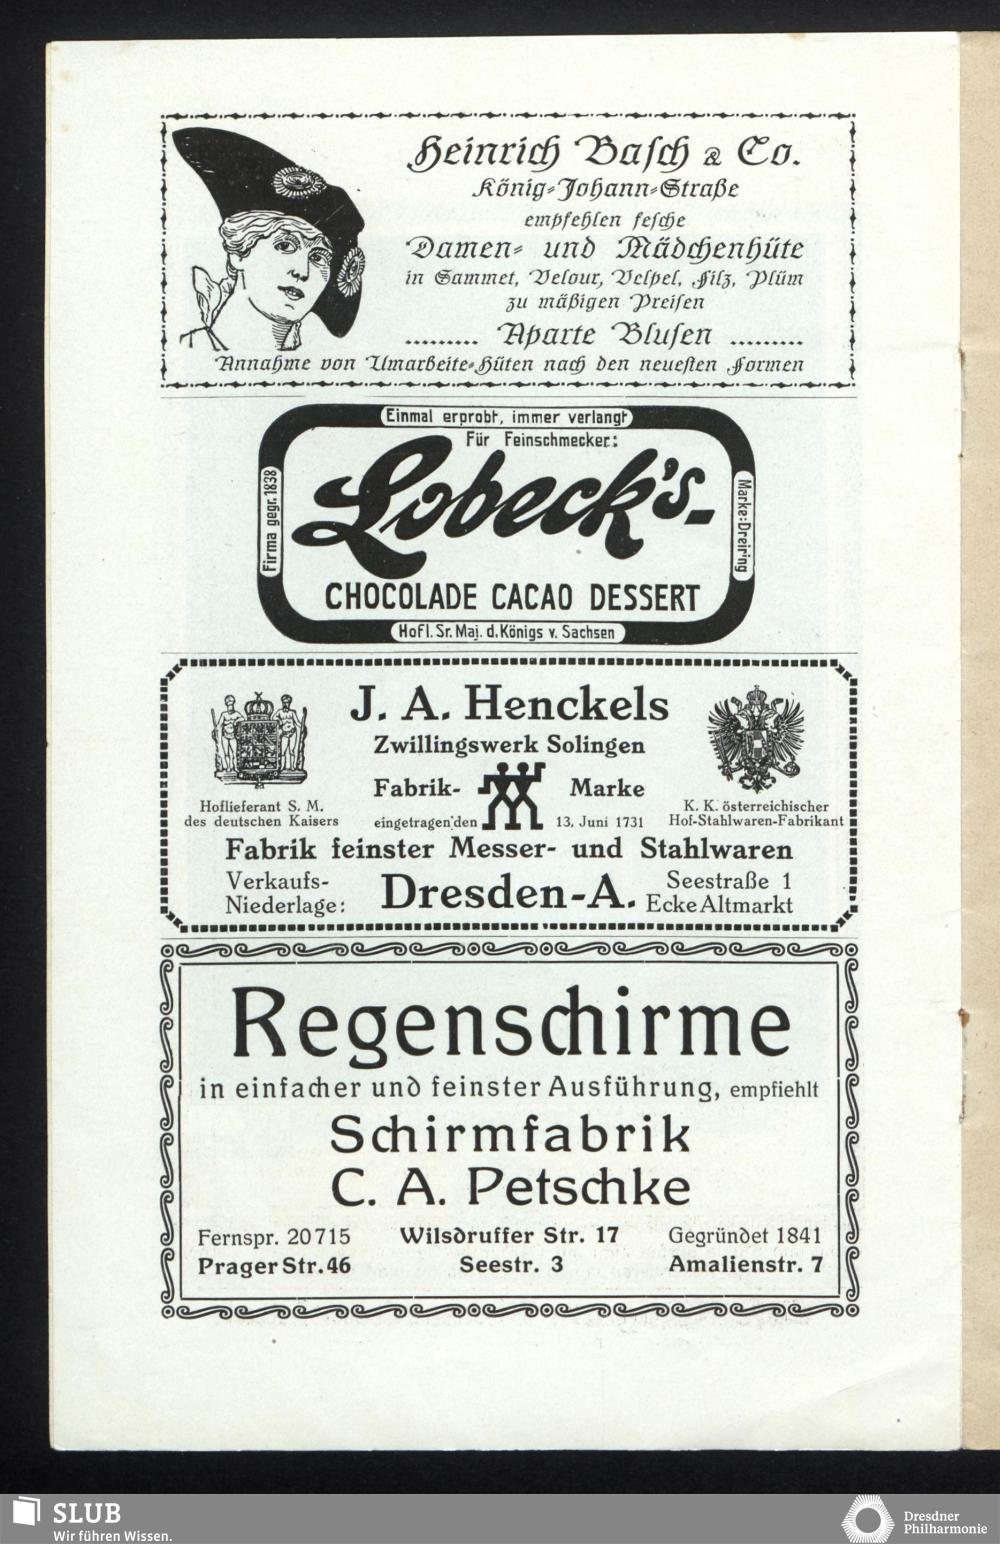 Heinrich Basch & Co.
König-Johann-Straße
empfehlen fesche
Damen- und Mädchenhüte
in Sammet, Velour, Velpel, Filz, Plüm
zu mäßigen Preisen
......... Aparte Blusen .........
Annahme von Umarbeite-Hüten nach den neuesten Formen
Einmal erprobt, immer verlangt
Für Feinschmecker:
Firma gegr. 1838
Lobeck's-
Marke: Dreiring
CHOCOLADE CACAO DESSERT
Hofl. Sr. Maj. d. Königs v. Sachsen
J. A. Henckels
Zwillingswerk Solingen
Fabrik- Marke
Hoflieferant S. M.
des deutschen Kaisers
eingetragen den 13. Juni 1731
K. K. österreichischer
Hof-Stahlwaren-Fabrikant
Fabrik feinster Messer- und Stahlwaren
Verkaufs-
Niederlage:
Dresden-A.
Seestraße 1
Ecke Altmarkt
Regenschirme
in einfacher und feinster Ausführung, empfiehlt
Schirmfabrik
C. A. Petschke
Fernspr. 20715 Wilsdruffer Str. 17 Gegründet 1841
Prager Str. 46 Seestr. 3 Amalienstr. 7
SLUB
Wir führen Wissen.
Dresdner
Philharmonie